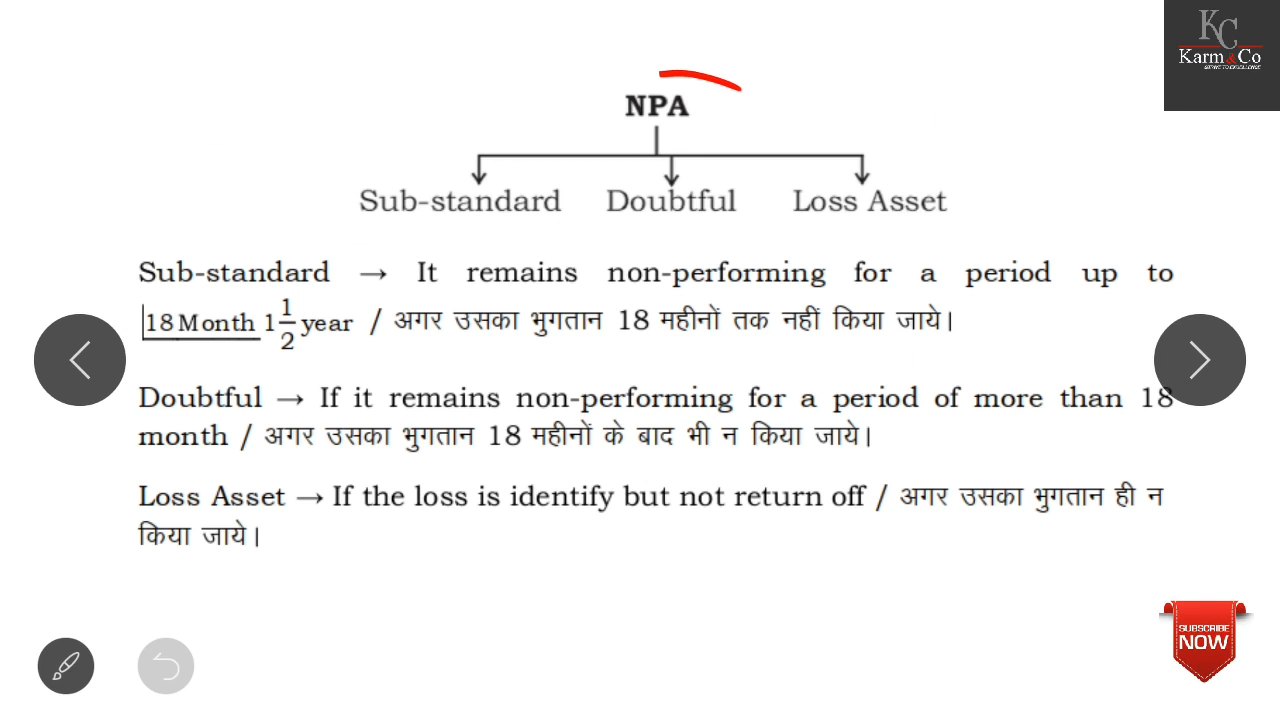 KC
Karm&Co
STRIVE TO EXCELLENCE
NPA
Sub-standard Doubtful Loss Asset
Sub-standard → It remains non-performing for a period up to
18 Month 1 1/2 year / अगर उसका भुगतान 18 महीनों तक नहीं किया जाये।
Doubtful → If it remains non-performing for a period of more than 18
month / अगर उसका भुगतान 18 महीनों के बाद भी न किया जाये।
Loss Asset → If the loss is identify but not return off / अगर उसका भुगतान ही न
किया जाये।
SUBSCRIBE
NOW